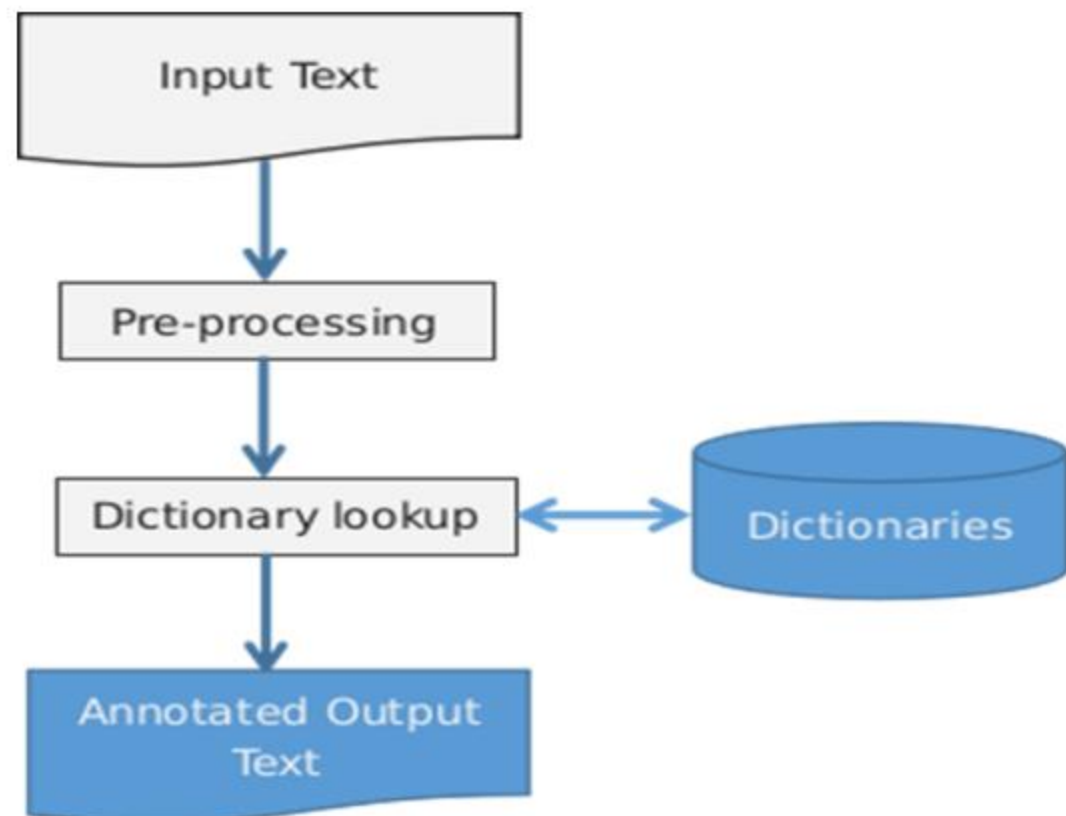 Input Text
Pre-processing
Dictionary lookup
Dictionaries
Annotated Output
Text